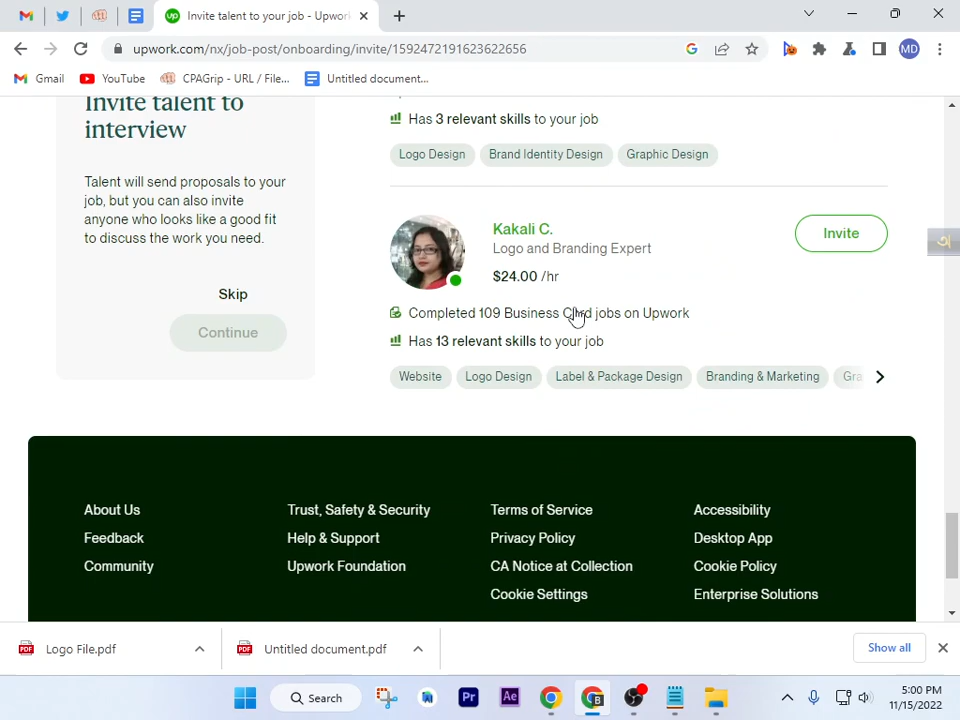 Invite talent to your job - Upwork
upwork.com/nx/job-post/onboarding/invite/1592472191623622656
MD
Gmail
YouTube
CPAGrip - URL / File...
Untitled document...
Invite talent to
interview
Talent will send proposals to your
job, but you can also invite
anyone who looks like a good fit
to discuss the work you need.
Skip
Continue
Has 3 relevant skills to your job
Logo Design
Brand Identity Design
Graphic Design
Kakali C.
Logo and Branding Expert
$24.00 /hr
Invite
Completed 109 Business Card jobs on Upwork
Has 13 relevant skills to your job
Website
Logo Design
Label & Package Design
Branding & Marketing
Gra
About Us
Trust, Safety & Security
Terms of Service
Accessibility
Feedback
Help & Support
Privacy Policy
Desktop App
Community
Upwork Foundation
CA Notice at Collection
Cookie Policy
Cookie Settings
Enterprise Solutions
Logo File.pdf
Untitled document.pdf
Show all
Search
Pr
Ae
5:00 PM
11/15/2022